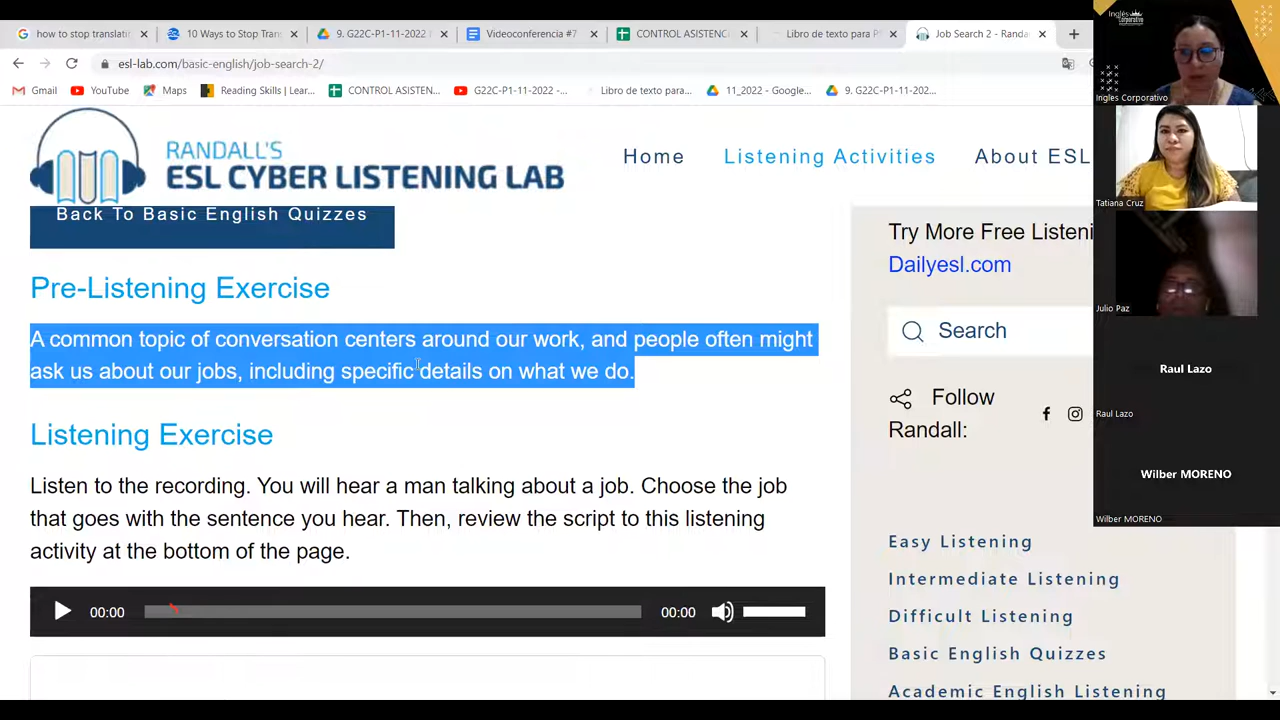 how to stop translatin
10 Ways to Stop Trans
9. G22C-P1-11-2022
Videoconferencia #7
CONTROL ASISTENC
Libro de texto para PS
Job Search 2 - Randa
esl-lab.com/basic-english/job-search-2/
Gmail
YouTube
Maps
Reading Skills | Lear...
CONTROL ASISTEN...
G22C-P1-11-2022 -...
Libro de texto para...
11_2022 - Google...
9. G22C-P1-11-202...
RANDALL'S
ESL CYBER LISTENING LAB
Home
Listening Activities
About ESL
Back To Basic English Quizzes
Pre-Listening Exercise
A common topic of conversation centers around our work, and people often might
ask us about our jobs, including specific details on what we do.
Listening Exercise
Listen to the recording. You will hear a man talking about a job. Choose the job
that goes with the sentence you hear. Then, review the script to this listening
activity at the bottom of the page.
00:00
00:00
Try More Free Listeni
Dailyesl.com
Search
Follow
Randall:
Easy Listening
Intermediate Listening
Difficult Listening
Basic English Quizzes
Academic English Listening
Inglés
Corporativo
Ingles Corporativo
Tatiana Cruz
Julio Paz
Raul Lazo
Raul Lazo
Wilber MORENO
Wilber MORENO